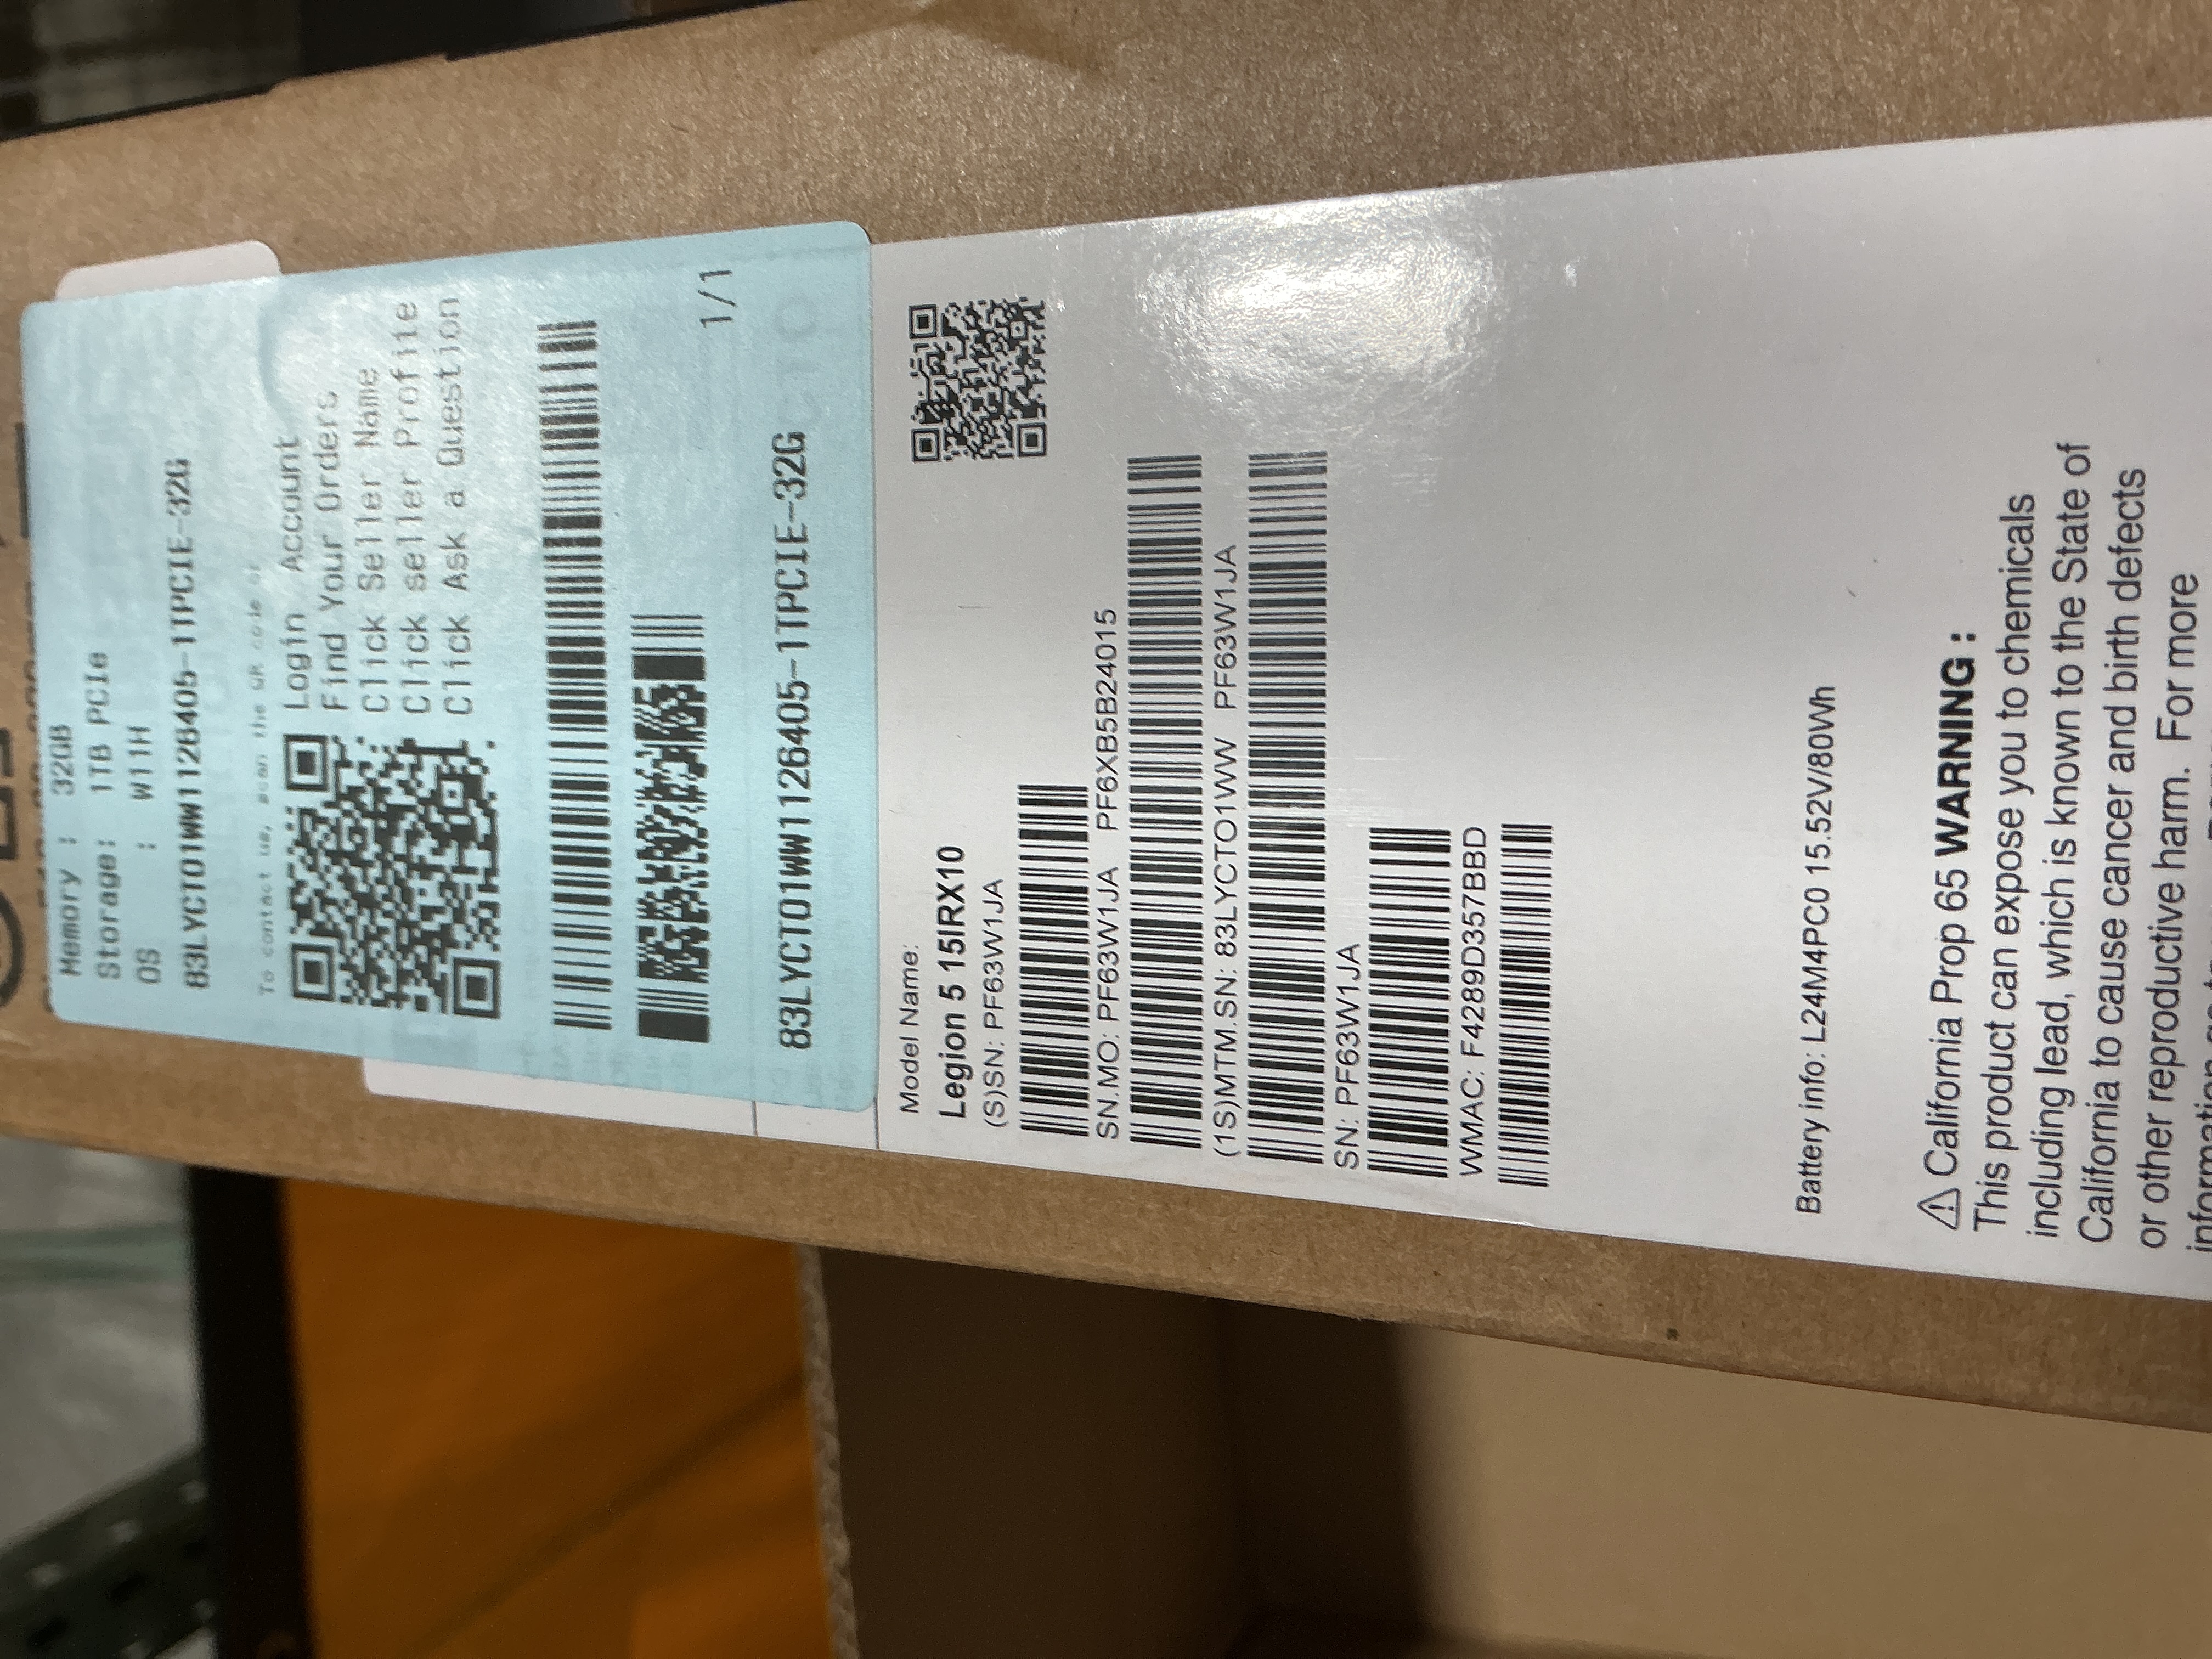 Memory : 32GB
Storage: 1TB PCIe
OS : W11H
83LYCTO1WW1126405-1TPCIE-32G
To contact us, scan the QR code or
Login Account
Find Your Orders
Click Seller Name
Click seller Profite
Click Ask a Question
1/1
83LYCTO1WW1126405-1TPCIE-32G
Model Name:
Legion 5 15IRX10
(S)SN: PF63W1JA
SN.MO: PF63W1JA PF6XB5B24015
(1S)MTM.SN: 83LYCTO1WW PF63W1JA
SN: PF63W1JA
WMAC: F4289D357BBD
Battery info: L24M4PC0 15.52V/80Wh
⚠ California Prop 65 WARNING :
This product can expose you to chemicals
including lead, which is known to the State of
California to cause cancer and birth defects
or other reproductive harm. For more
information